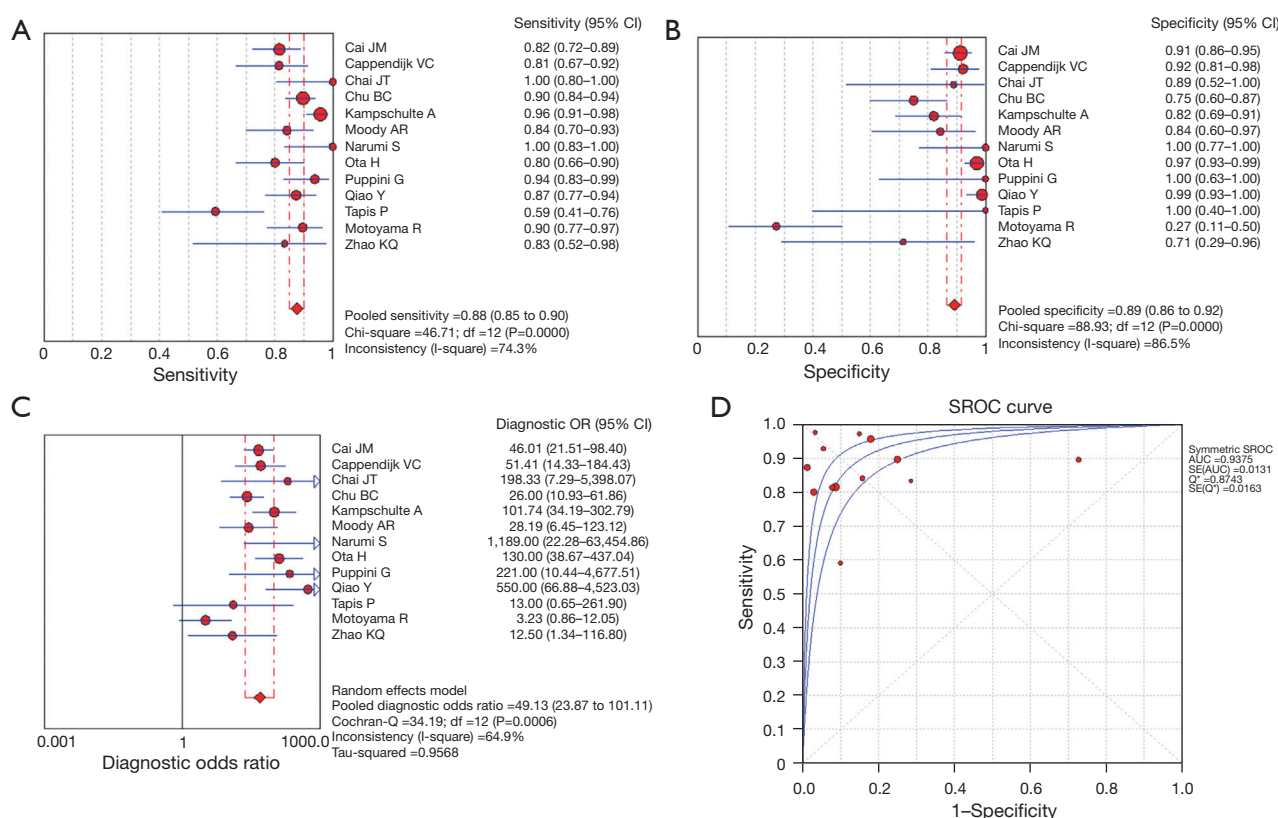 A
Sensitivity (95% CI)
Cai JM 0.82 (0.72–0.89)
Cappendijk VC 0.81 (0.67–0.92)
Chai JT 1.00 (0.80–1.00)
Chu BC 0.90 (0.84–0.94)
Kampschulte A 0.96 (0.91–0.98)
Moody AR 0.84 (0.70–0.93)
Narumi S 1.00 (0.83–1.00)
Ota H 0.80 (0.66–0.90)
Puppini G 0.94 (0.83–0.99)
Qiao Y 0.87 (0.77–0.94)
Tapis P 0.59 (0.41–0.76)
Motoyama R 0.90 (0.77–0.97)
Zhao KQ 0.83 (0.52–0.98)
Pooled sensitivity =0.88 (0.85 to 0.90)
Chi-square =46.71; df =12 (P=0.0000)
Inconsistency (I-square) =74.3%
0 0.2 0.4 0.6 0.8 1
Sensitivity
B
Specificity (95% CI)
Cai JM 0.91 (0.86–0.95)
Cappendijk VC 0.92 (0.81–0.98)
Chai JT 0.89 (0.52–1.00)
Chu BC 0.75 (0.60–0.87)
Kampschulte A 0.82 (0.69–0.91)
Moody AR 0.84 (0.60–0.97)
Narumi S 1.00 (0.77–1.00)
Ota H 0.97 (0.93–0.99)
Puppini G 1.00 (0.63–1.00)
Qiao Y 0.99 (0.93–1.00)
Tapis P 1.00 (0.40–1.00)
Motoyama R 0.27 (0.11–0.50)
Zhao KQ 0.71 (0.29–0.96)
Pooled specificity =0.89 (0.86 to 0.92)
Chi-square =88.93; df =12 (P=0.0000)
Inconsistency (I-square) =86.5%
0 0.2 0.4 0.6 0.8 1
Specificity
C
Diagnostic OR (95% CI)
Cai JM 46.01 (21.51–98.40)
Cappendijk VC 51.41 (14.33–184.43)
Chai JT 198.33 (7.29–5,398.07)
Chu BC 26.00 (10.93–61.86)
Kampschulte A 101.74 (34.19–302.79)
Moody AR 28.19 (6.45–123.12)
Narumi S 1,189.00 (22.28–63,454.86)
Ota H 130.00 (38.67–437.04)
Puppini G 221.00 (10.44–4,677.51)
Qiao Y 550.00 (66.88–4,523.03)
Tapis P 13.00 (0.65–261.90)
Motoyama R 3.23 (0.86–12.05)
Zhao KQ 12.50 (1.34–116.80)
Random effects model
Pooled diagnostic odds ratio =49.13 (23.87 to 101.11)
Cochran-Q =34.19; df =12 (P=0.0006)
Inconsistency (I-square) =64.9%
Tau-squared =0.9568
0.001 1 1000.0
Diagnostic odds ratio
D
SROC curve
Symmetric SROC
AUC =0.9375
SE(AUC) =0.0131
Q* =0.8743
SE(Q*) =0.0163
Sensitivity
1.0
0.9
0.8
0.7
0.6
0.5
0.4
0.3
0.2
0.1
0
0.0 0.2 0.4 0.6 0.8 1.0
1–Specificity